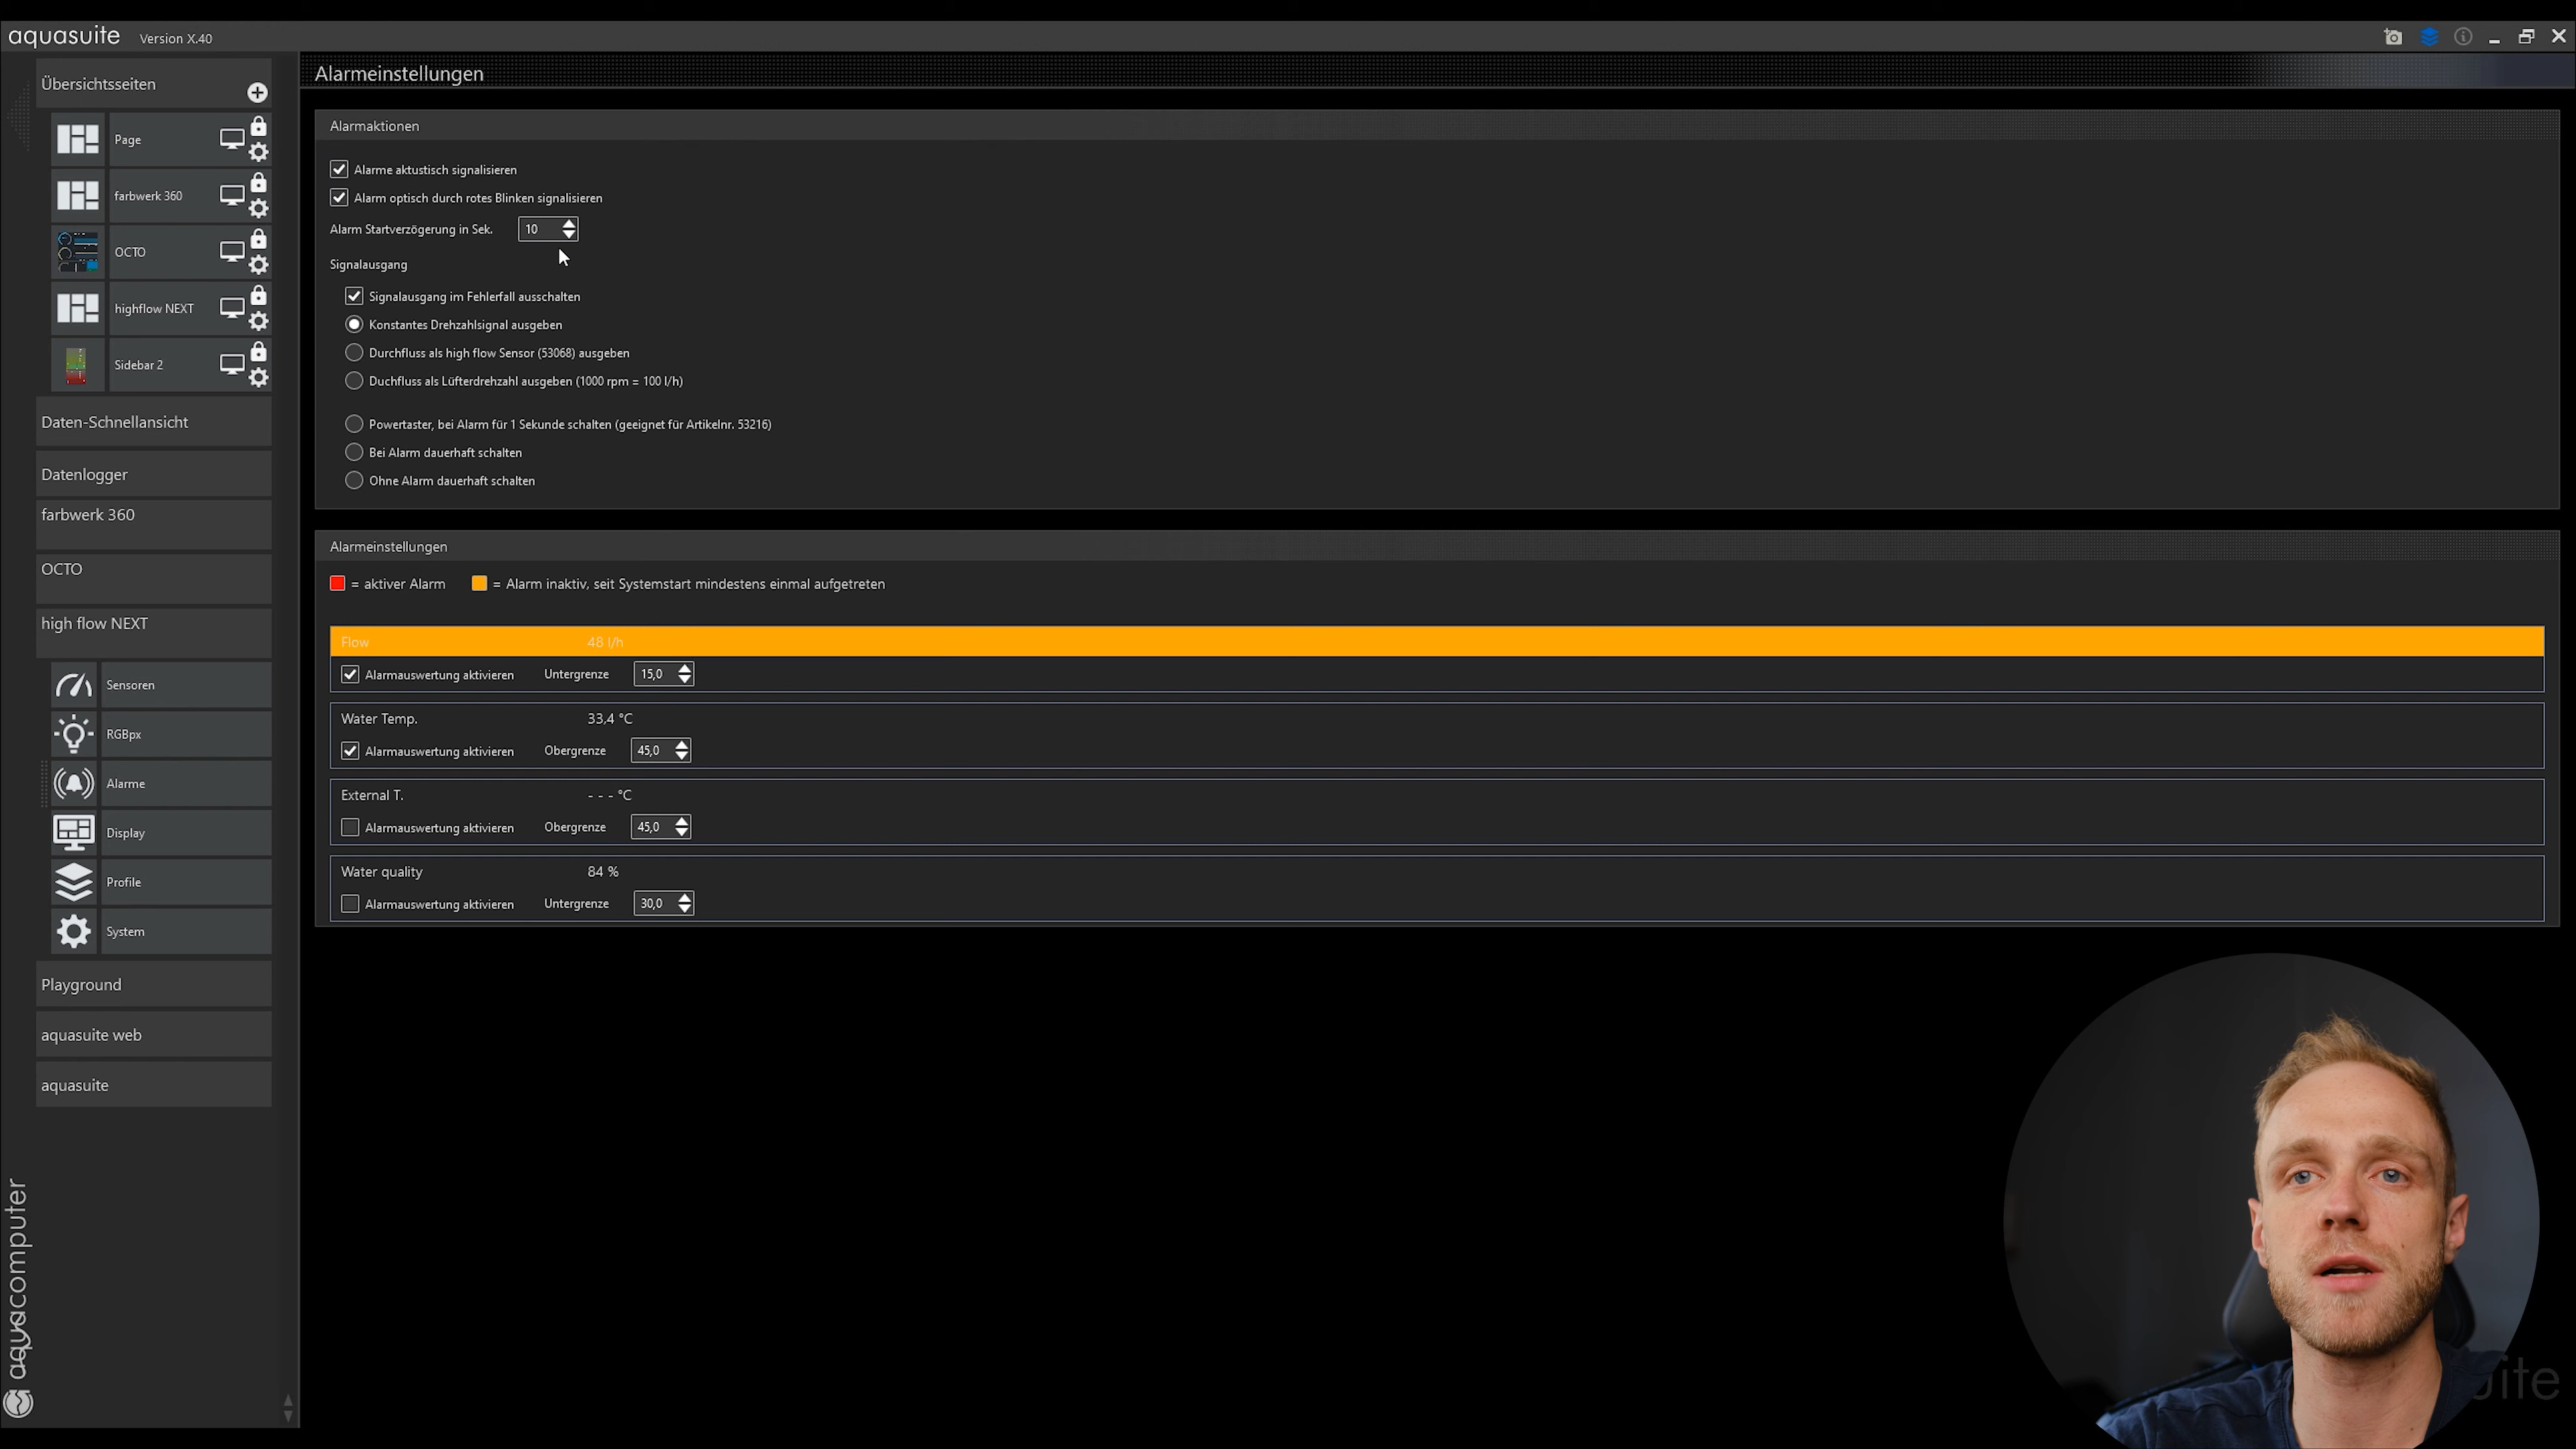 aquasuite Version X.40
Übersichtsseiten
Page
farbwerk 360
OCTO
highflow NEXT
Sidebar 2
Daten-Schnellansicht
Datenlogger
farbwerk 360
OCTO
high flow NEXT
Sensoren
RGBpx
Alarme
Display
Profile
System
Playground
aquasuite web
aquasuite
aquacomputer
Alarmeinstellungen
Alarmaktionen
Alarme aktustisch signalisieren
Alarm optisch durch rotes Blinken signalisieren
Alarm Startverzögerung in Sek. 10
Signalausgang
Signalausgang im Fehlerfall ausschalten
Konstantes Drehzahlsignal ausgeben
Durchfluss als high flow Sensor (53068) ausgeben
Duchfluss als Lüfterdrehzahl ausgeben (1000 rpm = 100 l/h)
Powertaster, bei Alarm für 1 Sekunde schalten (geeignet für Artikelnr. 53216)
Bei Alarm dauerhaft schalten
Ohne Alarm dauerhaft schalten
Alarmeinstellungen
= aktiver Alarm = Alarm inaktiv, seit Systemstart mindestens einmal aufgetreten
Flow 48 l/h
Alarmauswertung aktivieren Untergrenze 15,0
Water Temp. 33,4 °C
Alarmauswertung aktivieren Obergrenze 45,0
External T. - - - °C
Alarmauswertung aktivieren Obergrenze 45,0
Water quality 84 %
Alarmauswertung aktivieren Untergrenze 30,0